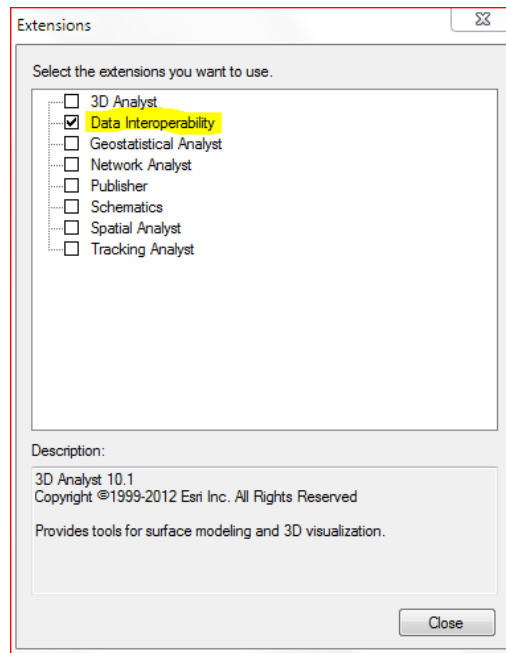 Extensions
Select the extensions you want to use.
3D Analyst
Data Interoperability
Geostatistical Analyst
Network Analyst
Publisher
Schematics
Spatial Analyst
Tracking Analyst
Description:
3D Analyst 10.1
Copyright ©1999-2012 Esri Inc. All Rights Reserved
Provides tools for surface modeling and 3D visualization.
Close